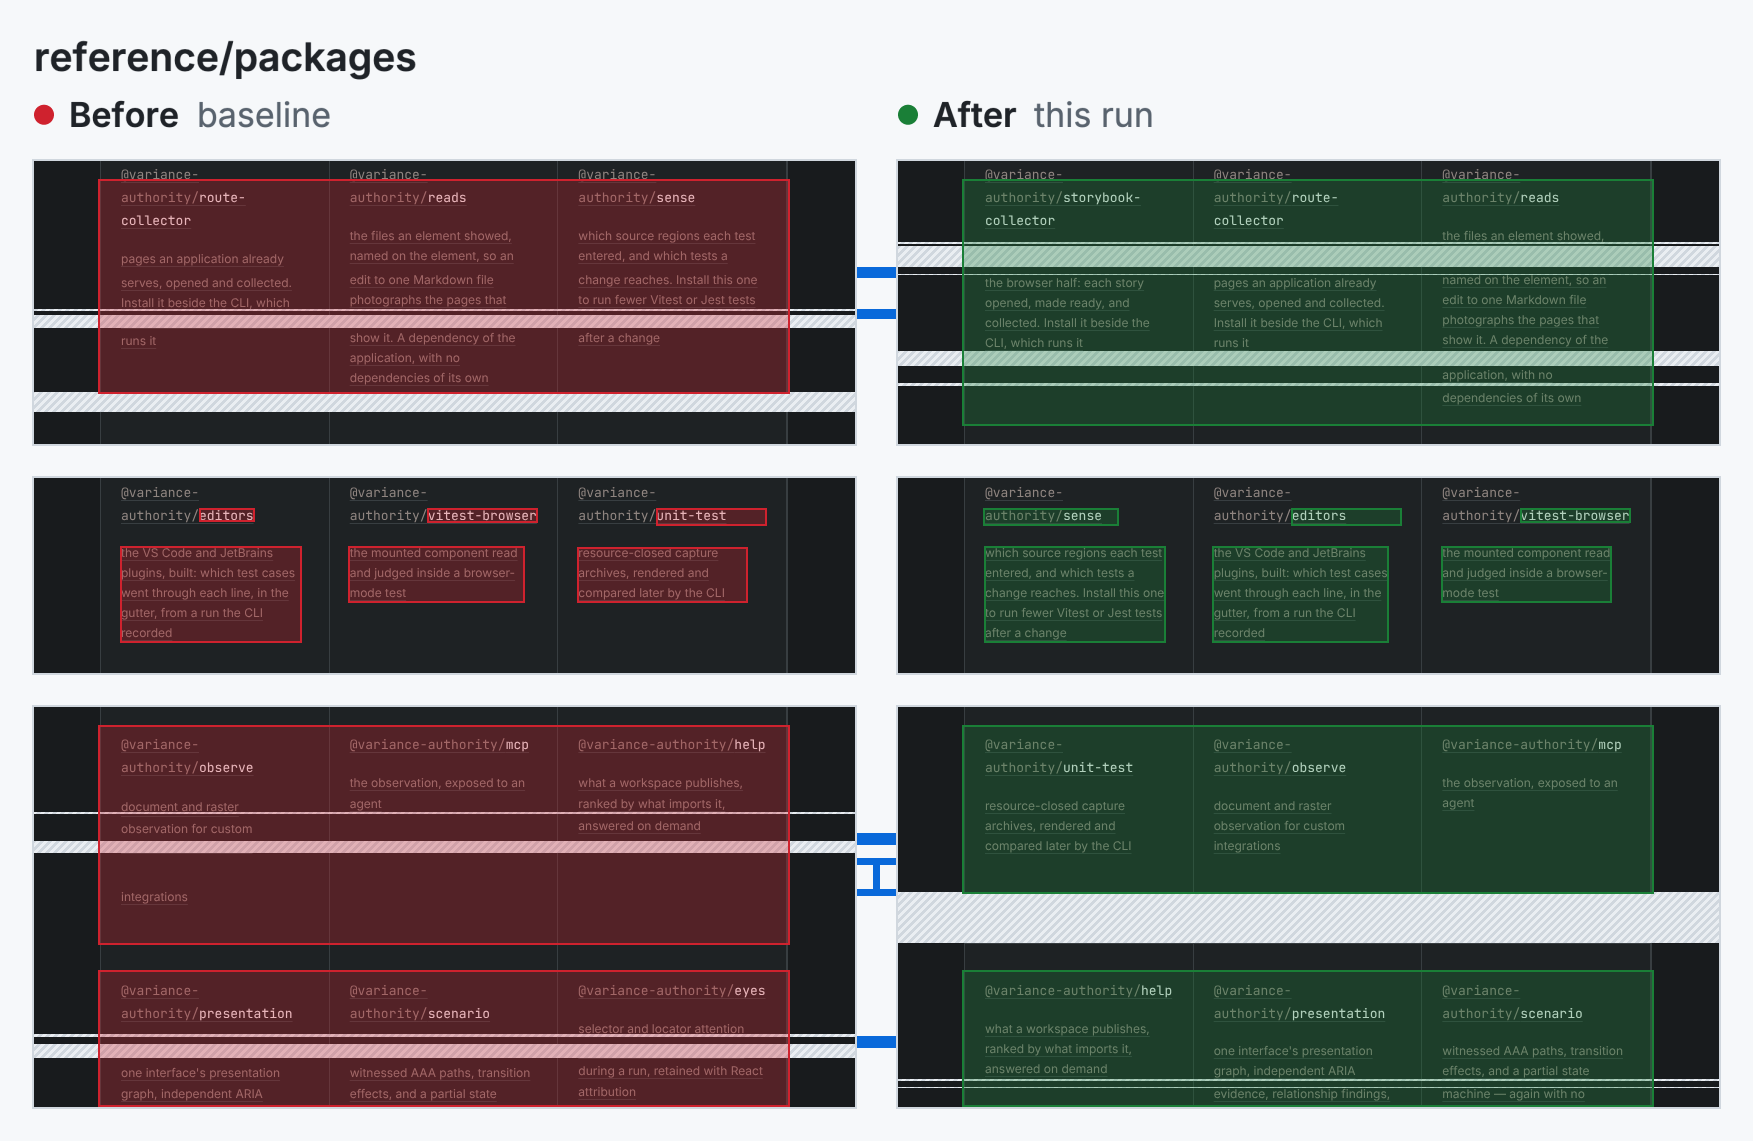 reference/packages
Before baseline
@variance-
authority/route-
collector
pages an application already
serves, opened and collected.
Install it beside the CLI, which
runs it
@variance-
authority/reads
the files an element showed,
named on the element, so an
edit to one Markdown file
photographs the pages that
show it. A dependency of the
application, with no
dependencies of its own
@variance-
authority/sense
which source regions each test
entered, and which tests a
change reaches. Install this one
to run fewer Vitest or Jest tests
after a change
After this run
@variance-
authority/storybook-
collector
the browser half: each story
opened, made ready, and
collected. Install it beside the
CLI, which runs it
@variance-
authority/route-
collector
pages an application already
serves, opened and collected.
Install it beside the CLI, which
runs it
@variance-
authority/reads
the files an element showed,
named on the element, so an
edit to one Markdown file
photographs the pages that
show it. A dependency of the
application, with no
dependencies of its own
@variance-
authority/editors
the VS Code and JetBrains
plugins, built: which test cases
went through each line, in the
gutter, from a run the CLI
recorded
@variance-
authority/vitest-browser
the mounted component read
and judged inside a browser-
mode test
@variance-
authority/unit-test
resource-closed capture
archives, rendered and
compared later by the CLI
@variance-
authority/sense
which source regions each test
entered, and which tests a
change reaches. Install this one
to run fewer Vitest or Jest tests
after a change
@variance-
authority/editors
the VS Code and JetBrains
plugins, built: which test cases
went through each line, in the
gutter, from a run the CLI
recorded
@variance-
authority/vitest-browser
the mounted component read
and judged inside a browser-
mode test
@variance-
authority/observe
document and raster
observation for custom
integrations
@variance-authority/mcp
the observation, exposed to an
agent
@variance-authority/help
what a workspace publishes,
ranked by what imports it,
answered on demand
@variance-
authority/presentation
one interface's presentation
graph, independent ARIA
@variance-
authority/scenario
witnessed AAA paths, transition
effects, and a partial state
@variance-authority/eyes
selector and locator attention
during a run, retained with React
attribution
@variance-
authority/unit-test
resource-closed capture
archives, rendered and
compared later by the CLI
@variance-
authority/observe
document and raster
observation for custom
integrations
@variance-authority/mcp
the observation, exposed to an
agent
@variance-authority/help
what a workspace publishes,
ranked by what imports it,
answered on demand
@variance-
authority/presentation
one interface's presentation
graph, independent ARIA
evidence, relationship findings,
@variance-
authority/scenario
witnessed AAA paths, transition
effects, and a partial state
machine — again with no